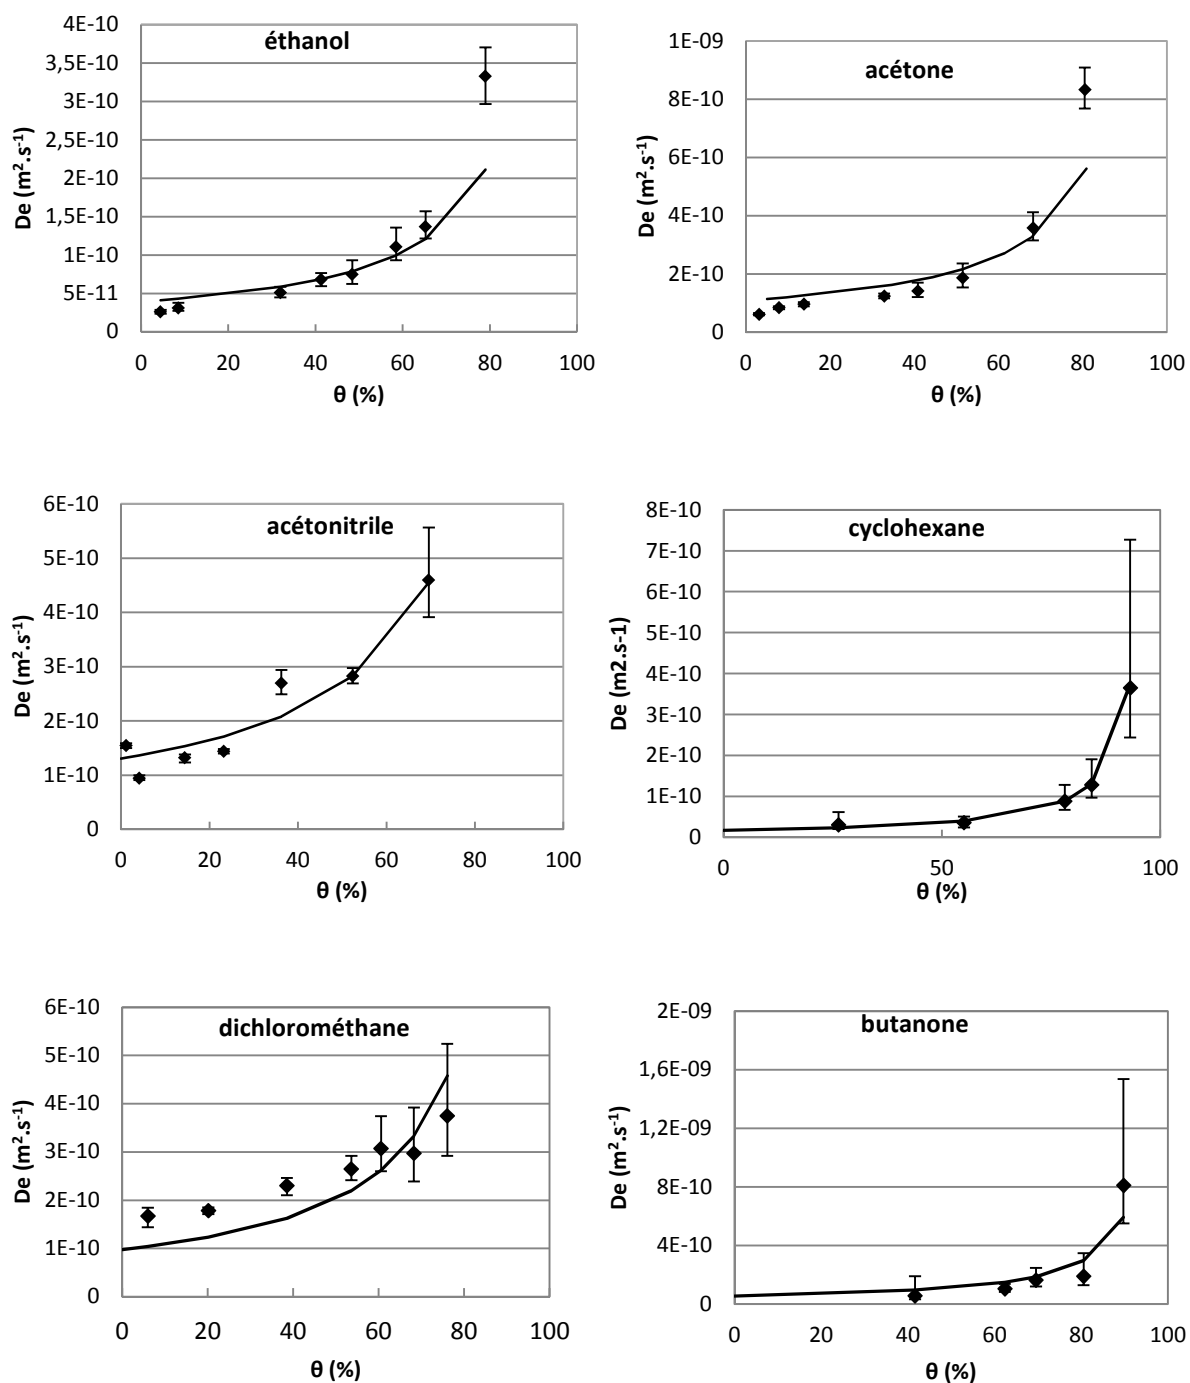 éthanol
4E-10
3,5E-10
3E-10
2,5E-10
2E-10
1,5E-10
1E-10
5E-11
0
0 20 40 60 80 100
De (m².s⁻¹)
θ (%)
acétone
1E-09
8E-10
6E-10
4E-10
2E-10
0
0 20 40 60 80 100
De (m².s⁻¹)
θ (%)
acétonitrile
6E-10
5E-10
4E-10
3E-10
2E-10
1E-10
0
0 20 40 60 80 100
De (m².s⁻¹)
θ (%)
cyclohexane
8E-10
7E-10
6E-10
5E-10
4E-10
3E-10
2E-10
1E-10
0
0 50 100
De (m2.s-1)
θ (%)
dichlorométhane
6E-10
5E-10
4E-10
3E-10
2E-10
1E-10
0
0 20 40 60 80 100
De (m².s⁻¹)
θ (%)
butanone
2E-09
1,6E-09
1,2E-09
8E-10
4E-10
0
0 20 40 60 80 100
De (m².s⁻¹)
θ (%)